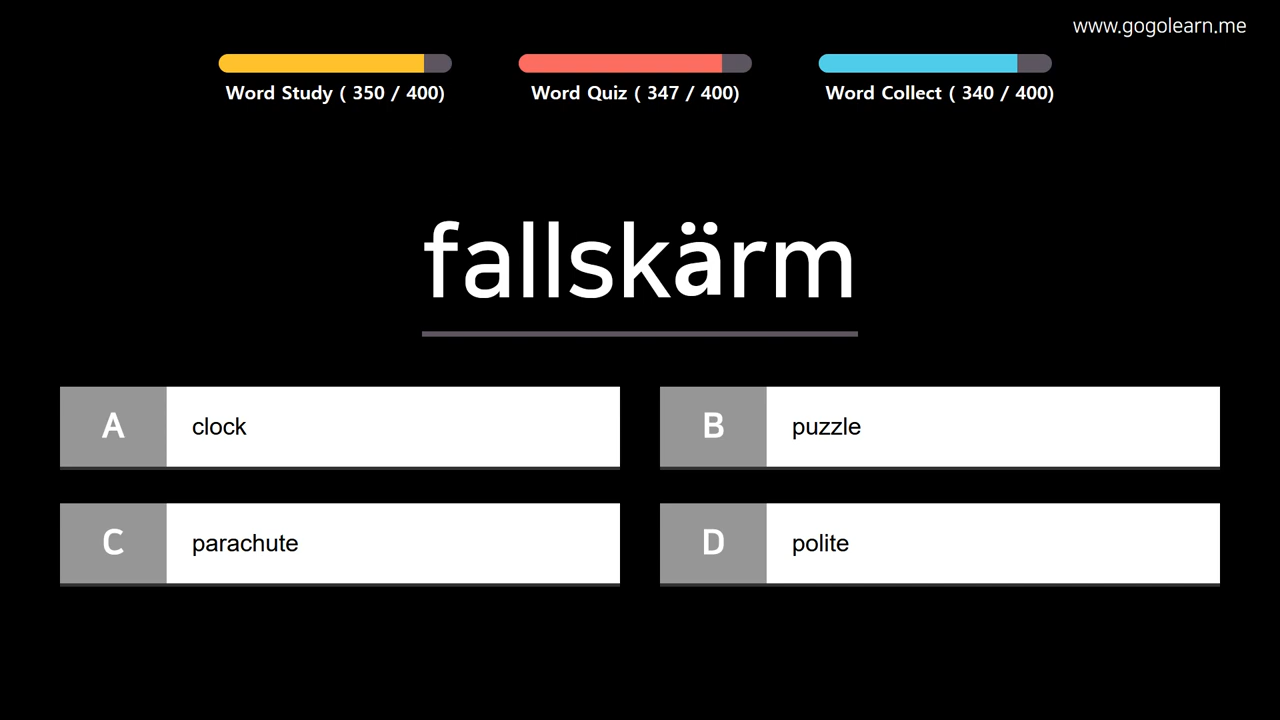 www.gogolearn.me
Word Study ( 350 / 400)
Word Quiz ( 347 / 400)
Word Collect ( 340 / 400)
fallskärm
A clock
B puzzle
C parachute
D polite